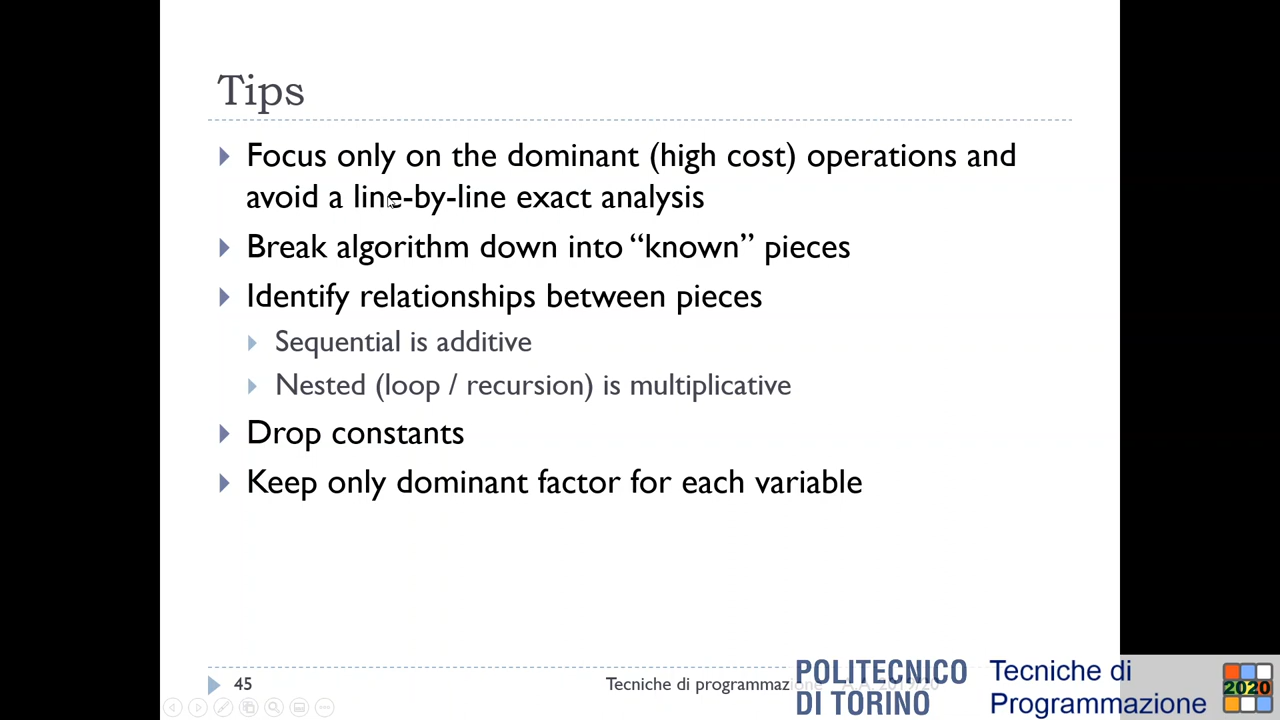 Tips
Focus only on the dominant (high cost) operations and
avoid a line-by-line exact analysis
Break algorithm down into “known” pieces
Identify relationships between pieces
Sequential is additive
Nested (loop / recursion) is multiplicative
Drop constants
Keep only dominant factor for each variable
45
Tecniche di programmaz
A.A. 2019/20
POLITECNICO
DI TORINO
Tecniche di
Programmazione
2020